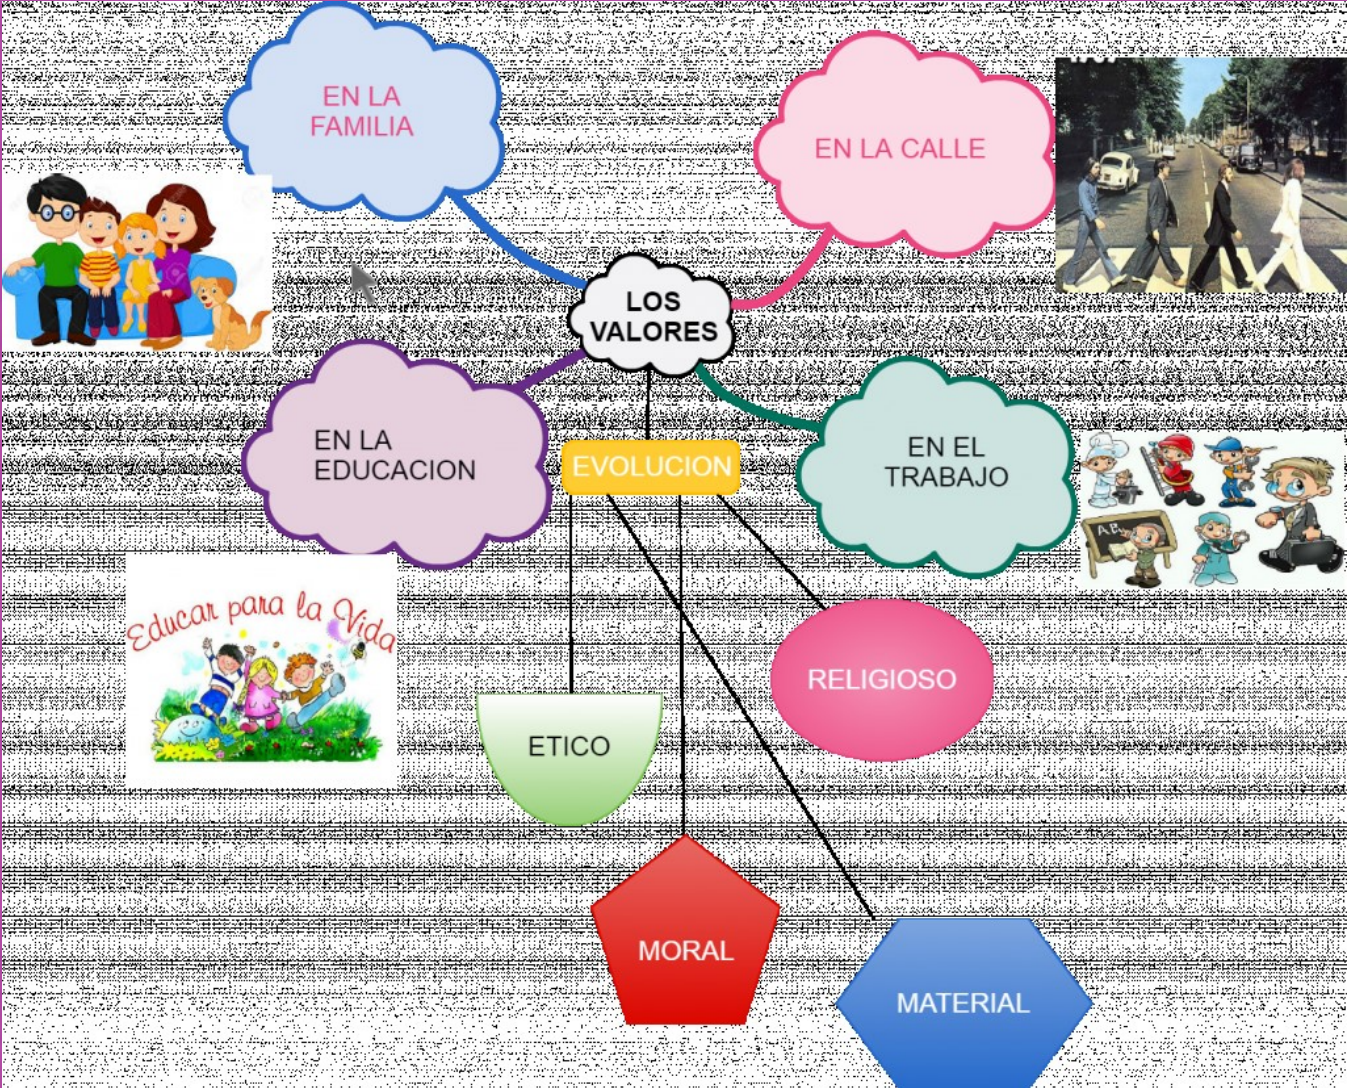 EN LA
FAMILIA
EN LA CALLE
LOS
VALORES
EN LA
EDUCACION
EVOLUCION
EN EL
TRABAJO
Educar para la Vida
RELIGIOSO
ETICO
MORAL
MATERIAL